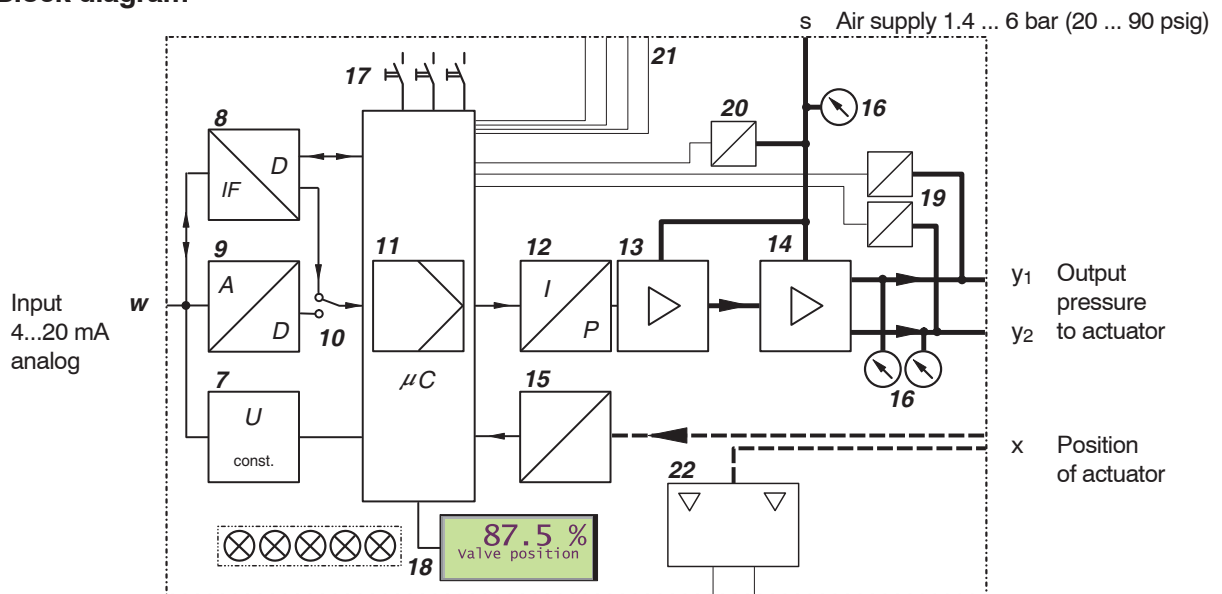 Block diagram
s Air supply 1.4 ... 6 bar (20 ... 90 psig)
17
21
20
16
8
D
IF
19
9
A
D
10
11
µC
12
I
P
13
14
Input
4...20 mA
analog
w
y1 Output
pressure
y2 to actuator
16
7
U
const.
15
x Position
of actuator
22
18
87.5 %
Valve position